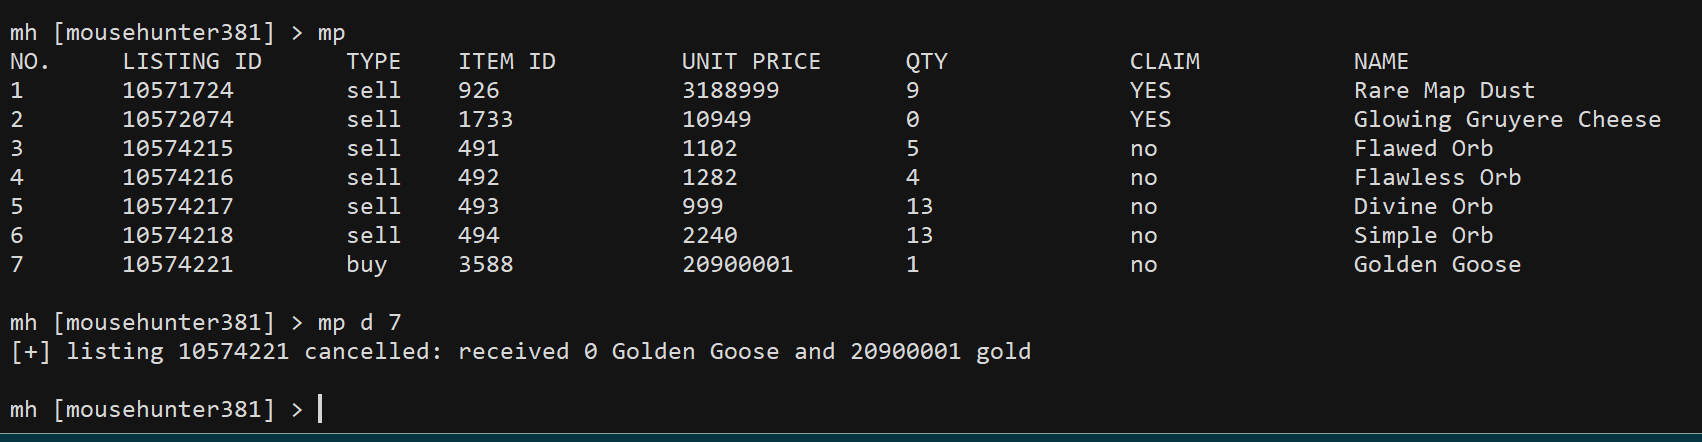 mh [mousehunter381] > mp
NO. LISTING ID TYPE ITEM ID UNIT PRICE QTY CLAIM NAME
1 10571724 sell 926 3188999 9 YES Rare Map Dust
2 10572074 sell 1733 10949 0 YES Glowing Gruyere Cheese
3 10574215 sell 491 1102 5 no Flawed Orb
4 10574216 sell 492 1282 4 no Flawless Orb
5 10574217 sell 493 999 13 no Divine Orb
6 10574218 sell 494 2240 13 no Simple Orb
7 10574221 buy 3588 20900001 1 no Golden Goose
mh [mousehunter381] > mp d 7
[+] listing 10574221 cancelled: received 0 Golden Goose and 20900001 gold
mh [mousehunter381] >